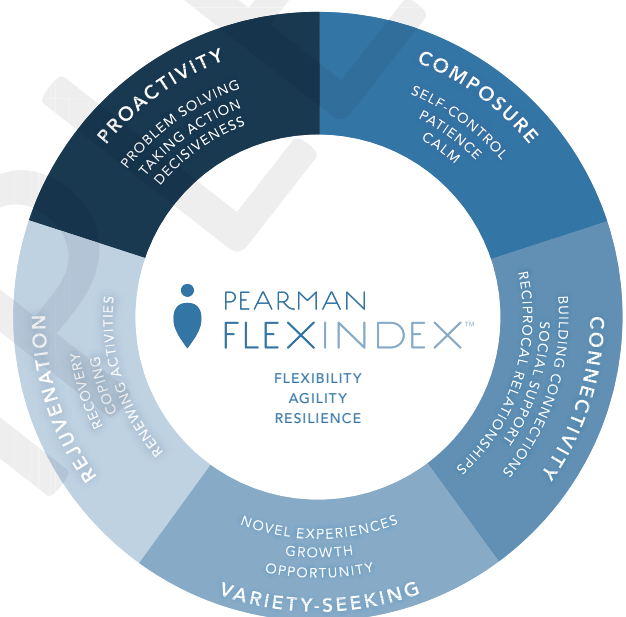 PROACTIVITY
PROBLEM SOLVING
TAKING ACTION
DECISIVENESS
COMPOSURE
SELF-CONTROL
PATIENCE
CALM
CONNECTIVITY
BUILDING CONNECTIONS
SOCIAL SUPPORT
RECIPROCAL RELATIONSHIPS
NOVEL EXPERIENCES
GROWTH
OPPORTUNITY
VARIETY-SEEKING
REJUVENATION
RECOVERY
COPING
RENEWING ACTIVITIES
PEARMAN
FLEXINDEX™
FLEXIBILITY
AGILITY
RESILIENCE